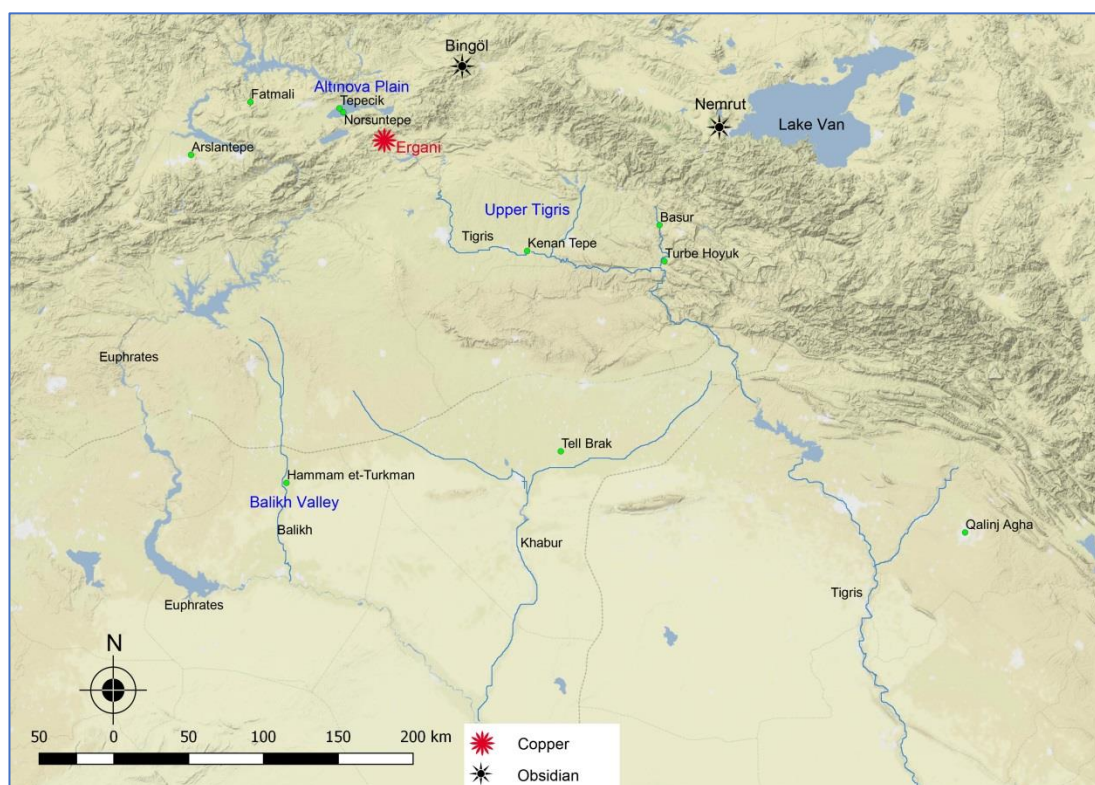 Bingöl
Altınova Plain
Fatmali
Tepecik
Norsuntepe
Nemrut
Lake Van
Arslantepe
Ergani
Upper Tigris
Basur
Tigris
Kenan Tepe
Turbe Hoyuk
Euphrates
Tell Brak
Hammam et-Turkman
Balikh Valley
Balikh
Khabur
Qalinj Agha
Tigris
Euphrates
N
50 0 50 100 150 200 km
Copper
Obsidian